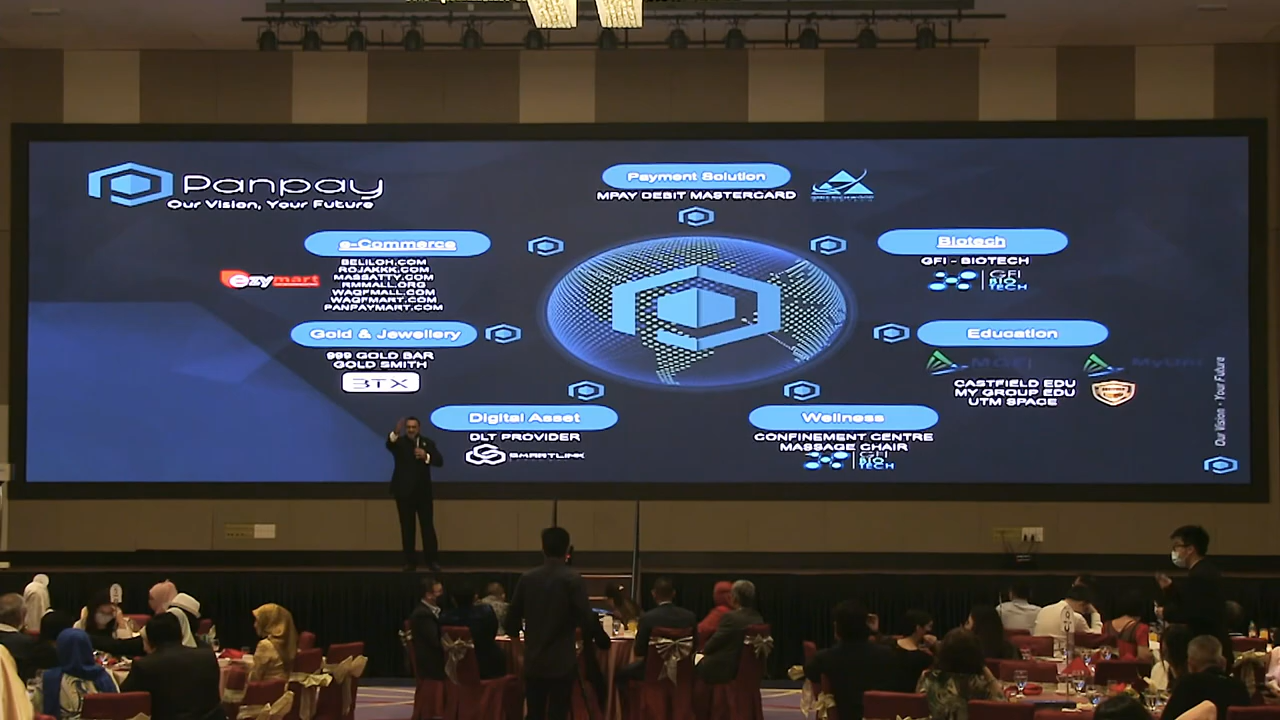 Panpay
Our Vision, Your Future
Payment Solution
MPAY DEBIT MASTERCARD
e-Commerce
BELILOH.COM
ROJAKKK.COM
MASSATTY.COM
RMMALL.ORG
WAQFMALL.COM
WAQFMART.COM
PANPAYMART.COM
ezymart
Biotech
GFI - BIOTECH
GFI
BIO
TECH
Gold & Jewellery
999 GOLD BAR
GOLD SMITH
BTX
Education
MyUni
CASTFIELD EDU
MY GROUP EDU
UTM SPACE
Digital Asset
DLT PROVIDER
SMARTLINK
Wellness
CONFINEMENT CENTRE
MASSAGE CHAIR
GFI
BIO
TECH
Our Vision - Your Future